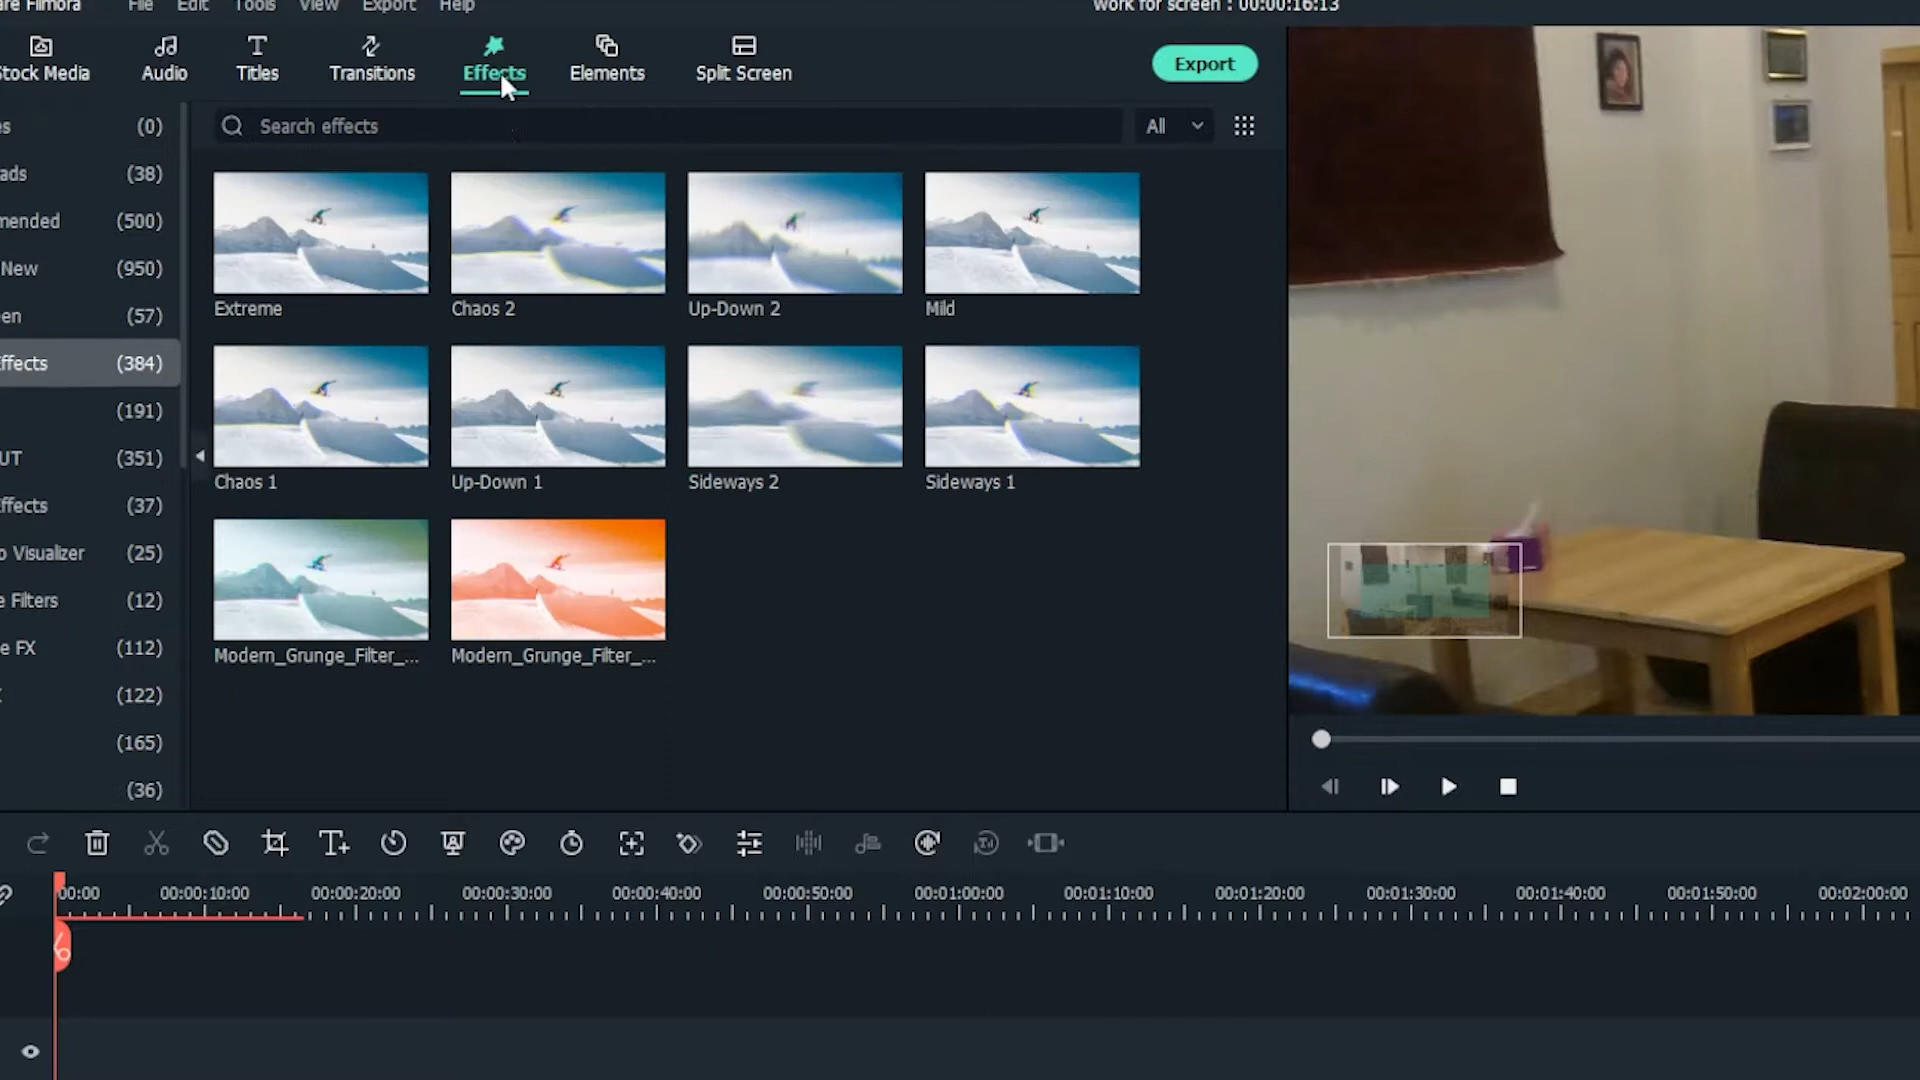 are Filmora File Edit Tools View Export Help work for screen : 00:00:16:13
Stock Media Audio Titles Transitions Effects Elements Split Screen Export
Search effects All
es (0)
ads (38)
mended (500)
New (950)
en (57)
ffects (384)
(191)
UT (351)
ffects (37)
o Visualizer (25)
e Filters (12)
e FX (112)
(122)
(165)
(36)
Extreme Chaos 2 Up-Down 2 Mild
Chaos 1 Up-Down 1 Sideways 2 Sideways 1
Modern_Grunge_Filter_... Modern_Grunge_Filter_...
00:00 00:00:10:00 00:00:20:00 00:00:30:00 00:00:40:00 00:00:50:00 00:01:00:00 00:01:10:00 00:01:20:00 00:01:30:00 00:01:40:00 00:01:50:00 00:02:00:00